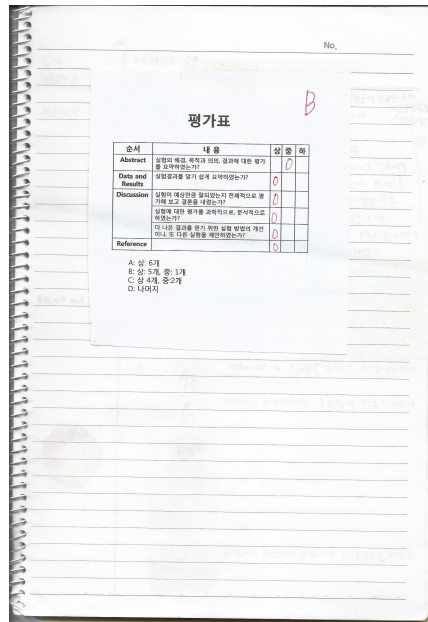 No.
B
평가표
순서 내 용 상 중 하
Abstract 실험의 배경, 목적과 의의, 결과에 대한 평가
를 요약하였는가? O
Data and
Results 실험결과를 알기 쉽게 요약하였는가? O
Discussion 실험이 예상만큼 잘되었는지 전체적으로 평
가해 보고 결론을 내렸는가? O
실험에 대한 평가를 과학적으로, 분석적으로
하였는가? O
더 나은 결과를 얻기 위한 실험 방법의 개선
이나, 또 다른 실험을 제안하였는가? O
Reference O
A: 상: 6개
B: 상: 5개, 중: 1개
C: 상 4개, 중:2개
D: 나머지